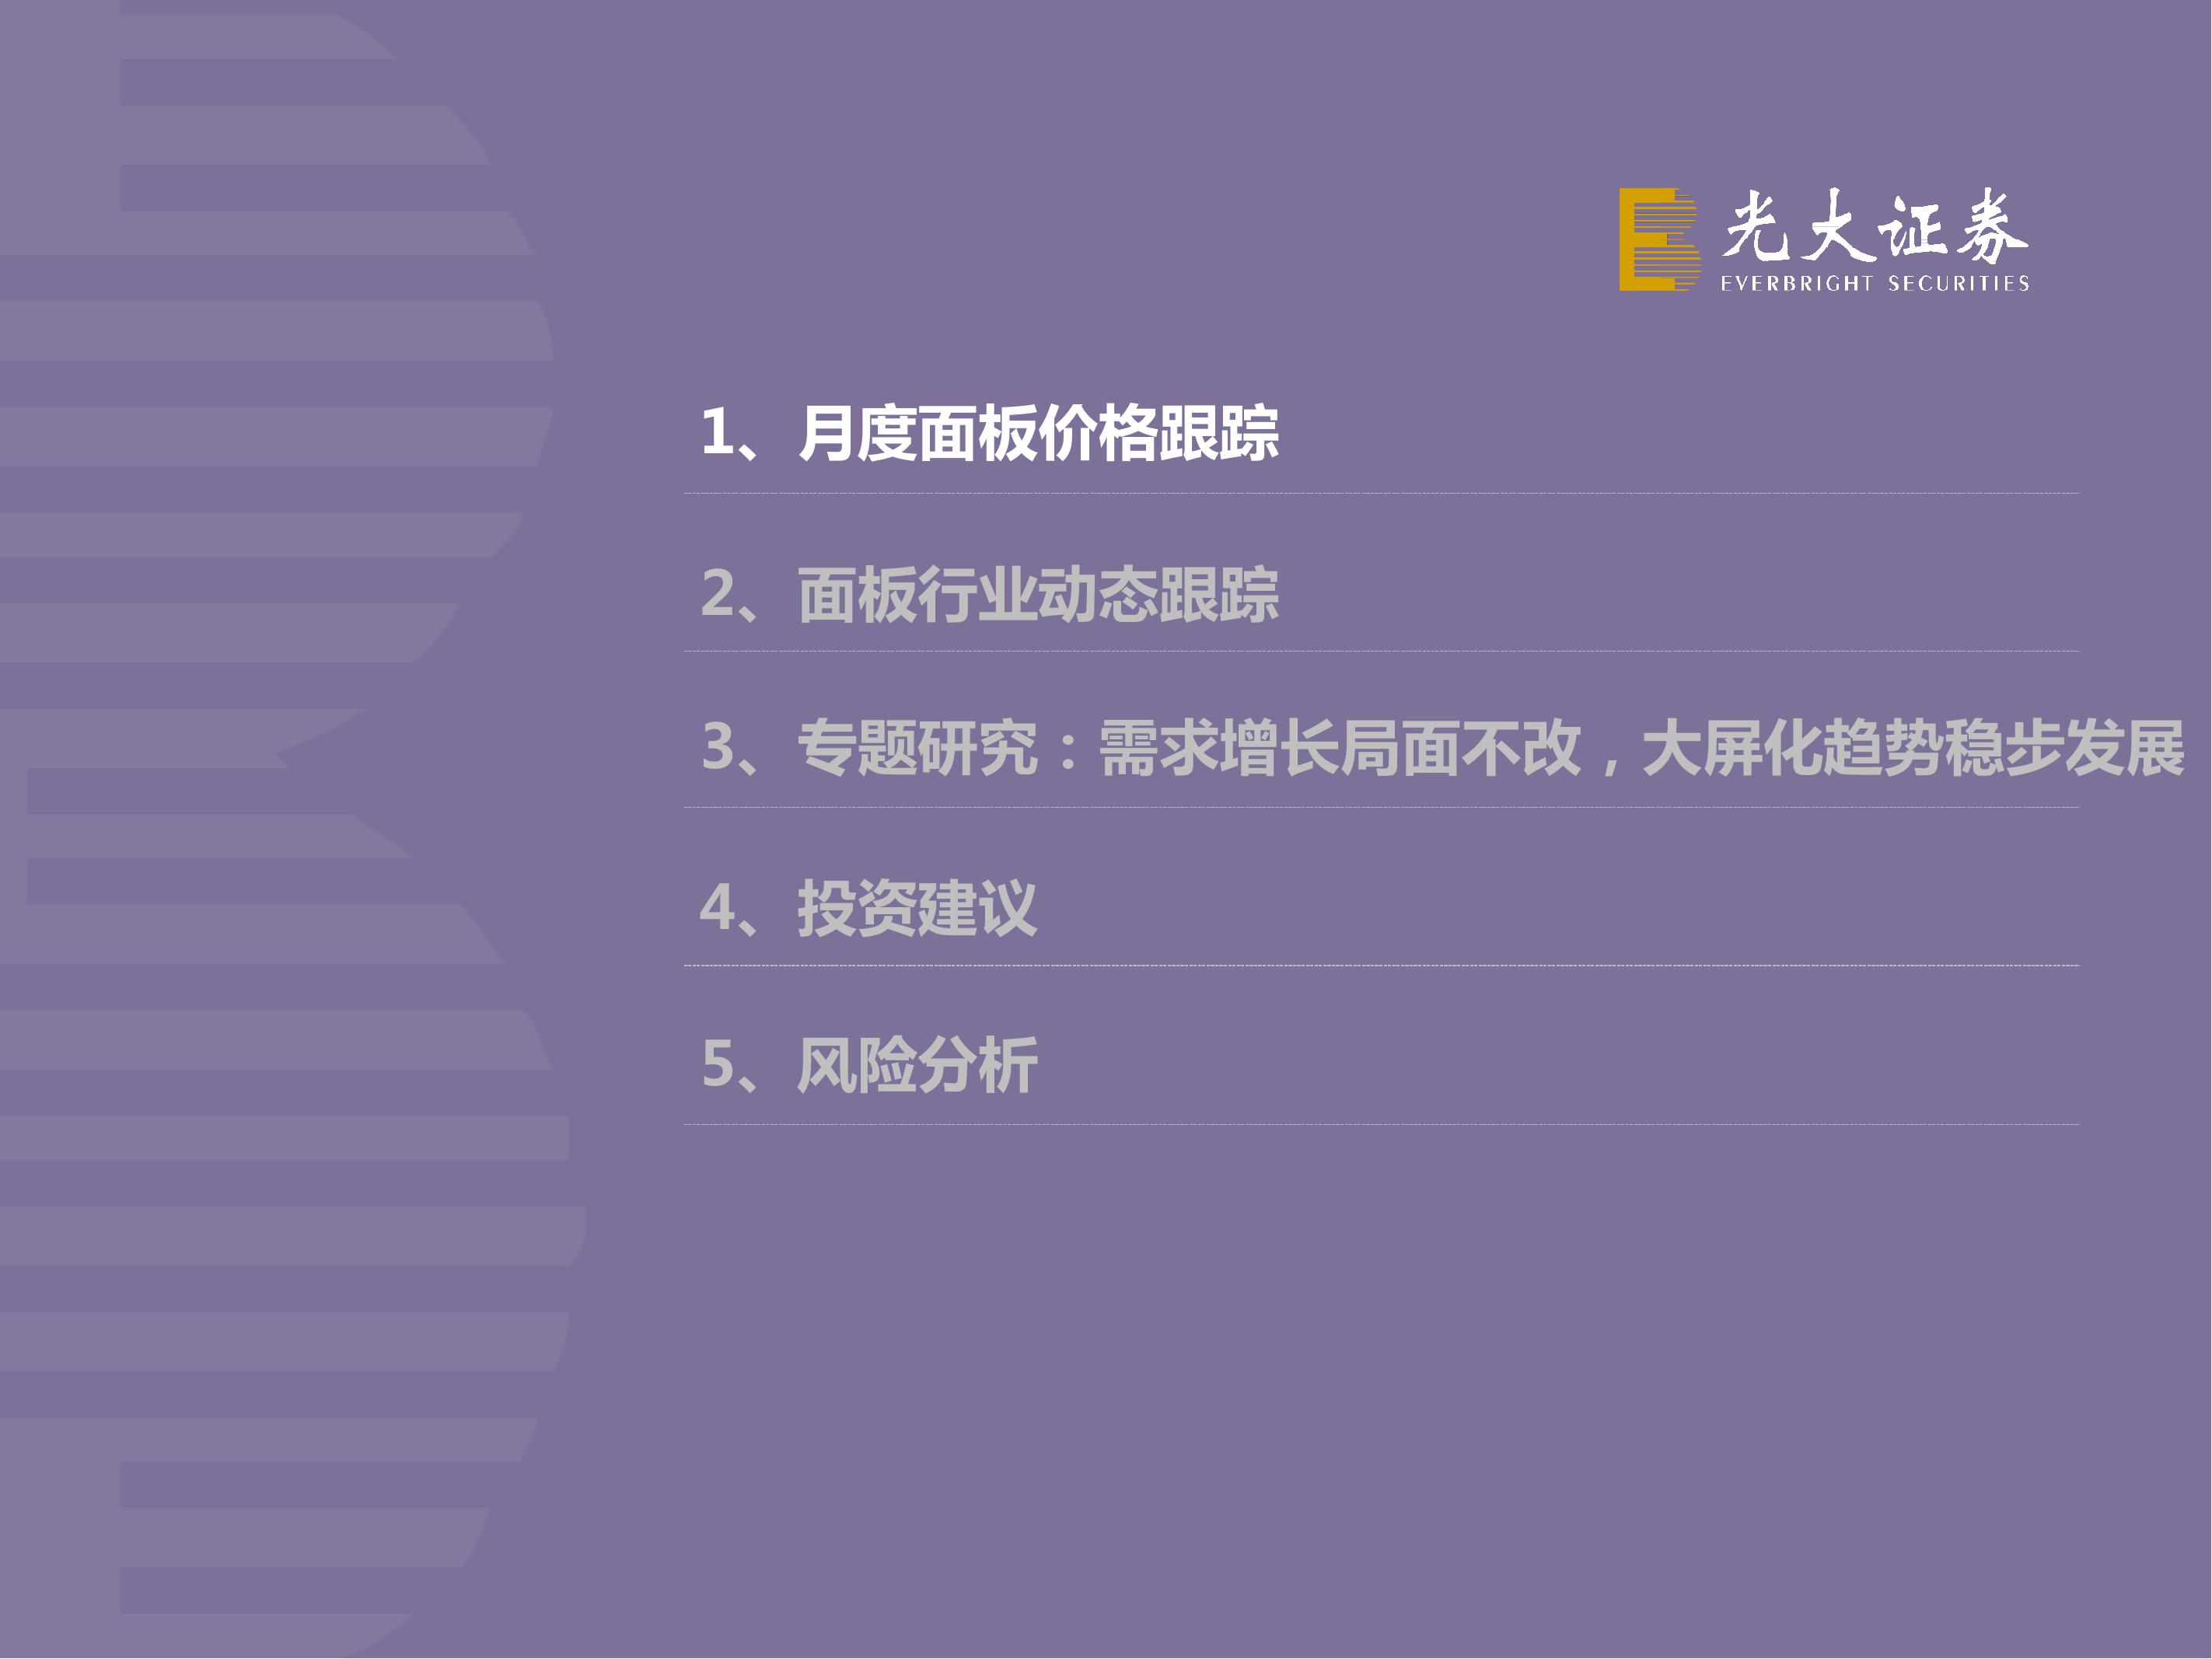 光大证券
EVERBRIGHT SECURITIES
1、月度面板价格跟踪
2、面板行业动态跟踪
3、专题研究：需求增长局面不改，大屏化趋势稳步发展
4、投资建议
5、风险分析